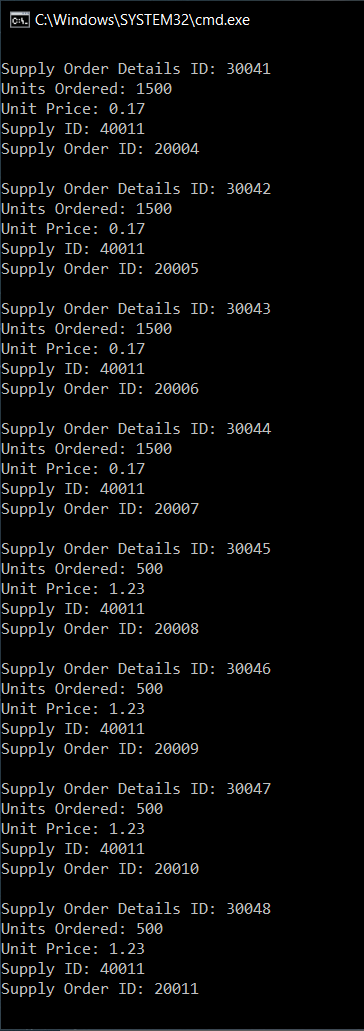 C:\Windows\SYSTEM32\cmd.exe
Supply Order Details ID: 30041
Units Ordered: 1500
Unit Price: 0.17
Supply ID: 40011
Supply Order ID: 20004
Supply Order Details ID: 30042
Units Ordered: 1500
Unit Price: 0.17
Supply ID: 40011
Supply Order ID: 20005
Supply Order Details ID: 30043
Units Ordered: 1500
Unit Price: 0.17
Supply ID: 40011
Supply Order ID: 20006
Supply Order Details ID: 30044
Units Ordered: 1500
Unit Price: 0.17
Supply ID: 40011
Supply Order ID: 20007
Supply Order Details ID: 30045
Units Ordered: 500
Unit Price: 1.23
Supply ID: 40011
Supply Order ID: 20008
Supply Order Details ID: 30046
Units Ordered: 500
Unit Price: 1.23
Supply ID: 40011
Supply Order ID: 20009
Supply Order Details ID: 30047
Units Ordered: 500
Unit Price: 1.23
Supply ID: 40011
Supply Order ID: 20010
Supply Order Details ID: 30048
Units Ordered: 500
Unit Price: 1.23
Supply ID: 40011
Supply Order ID: 20011